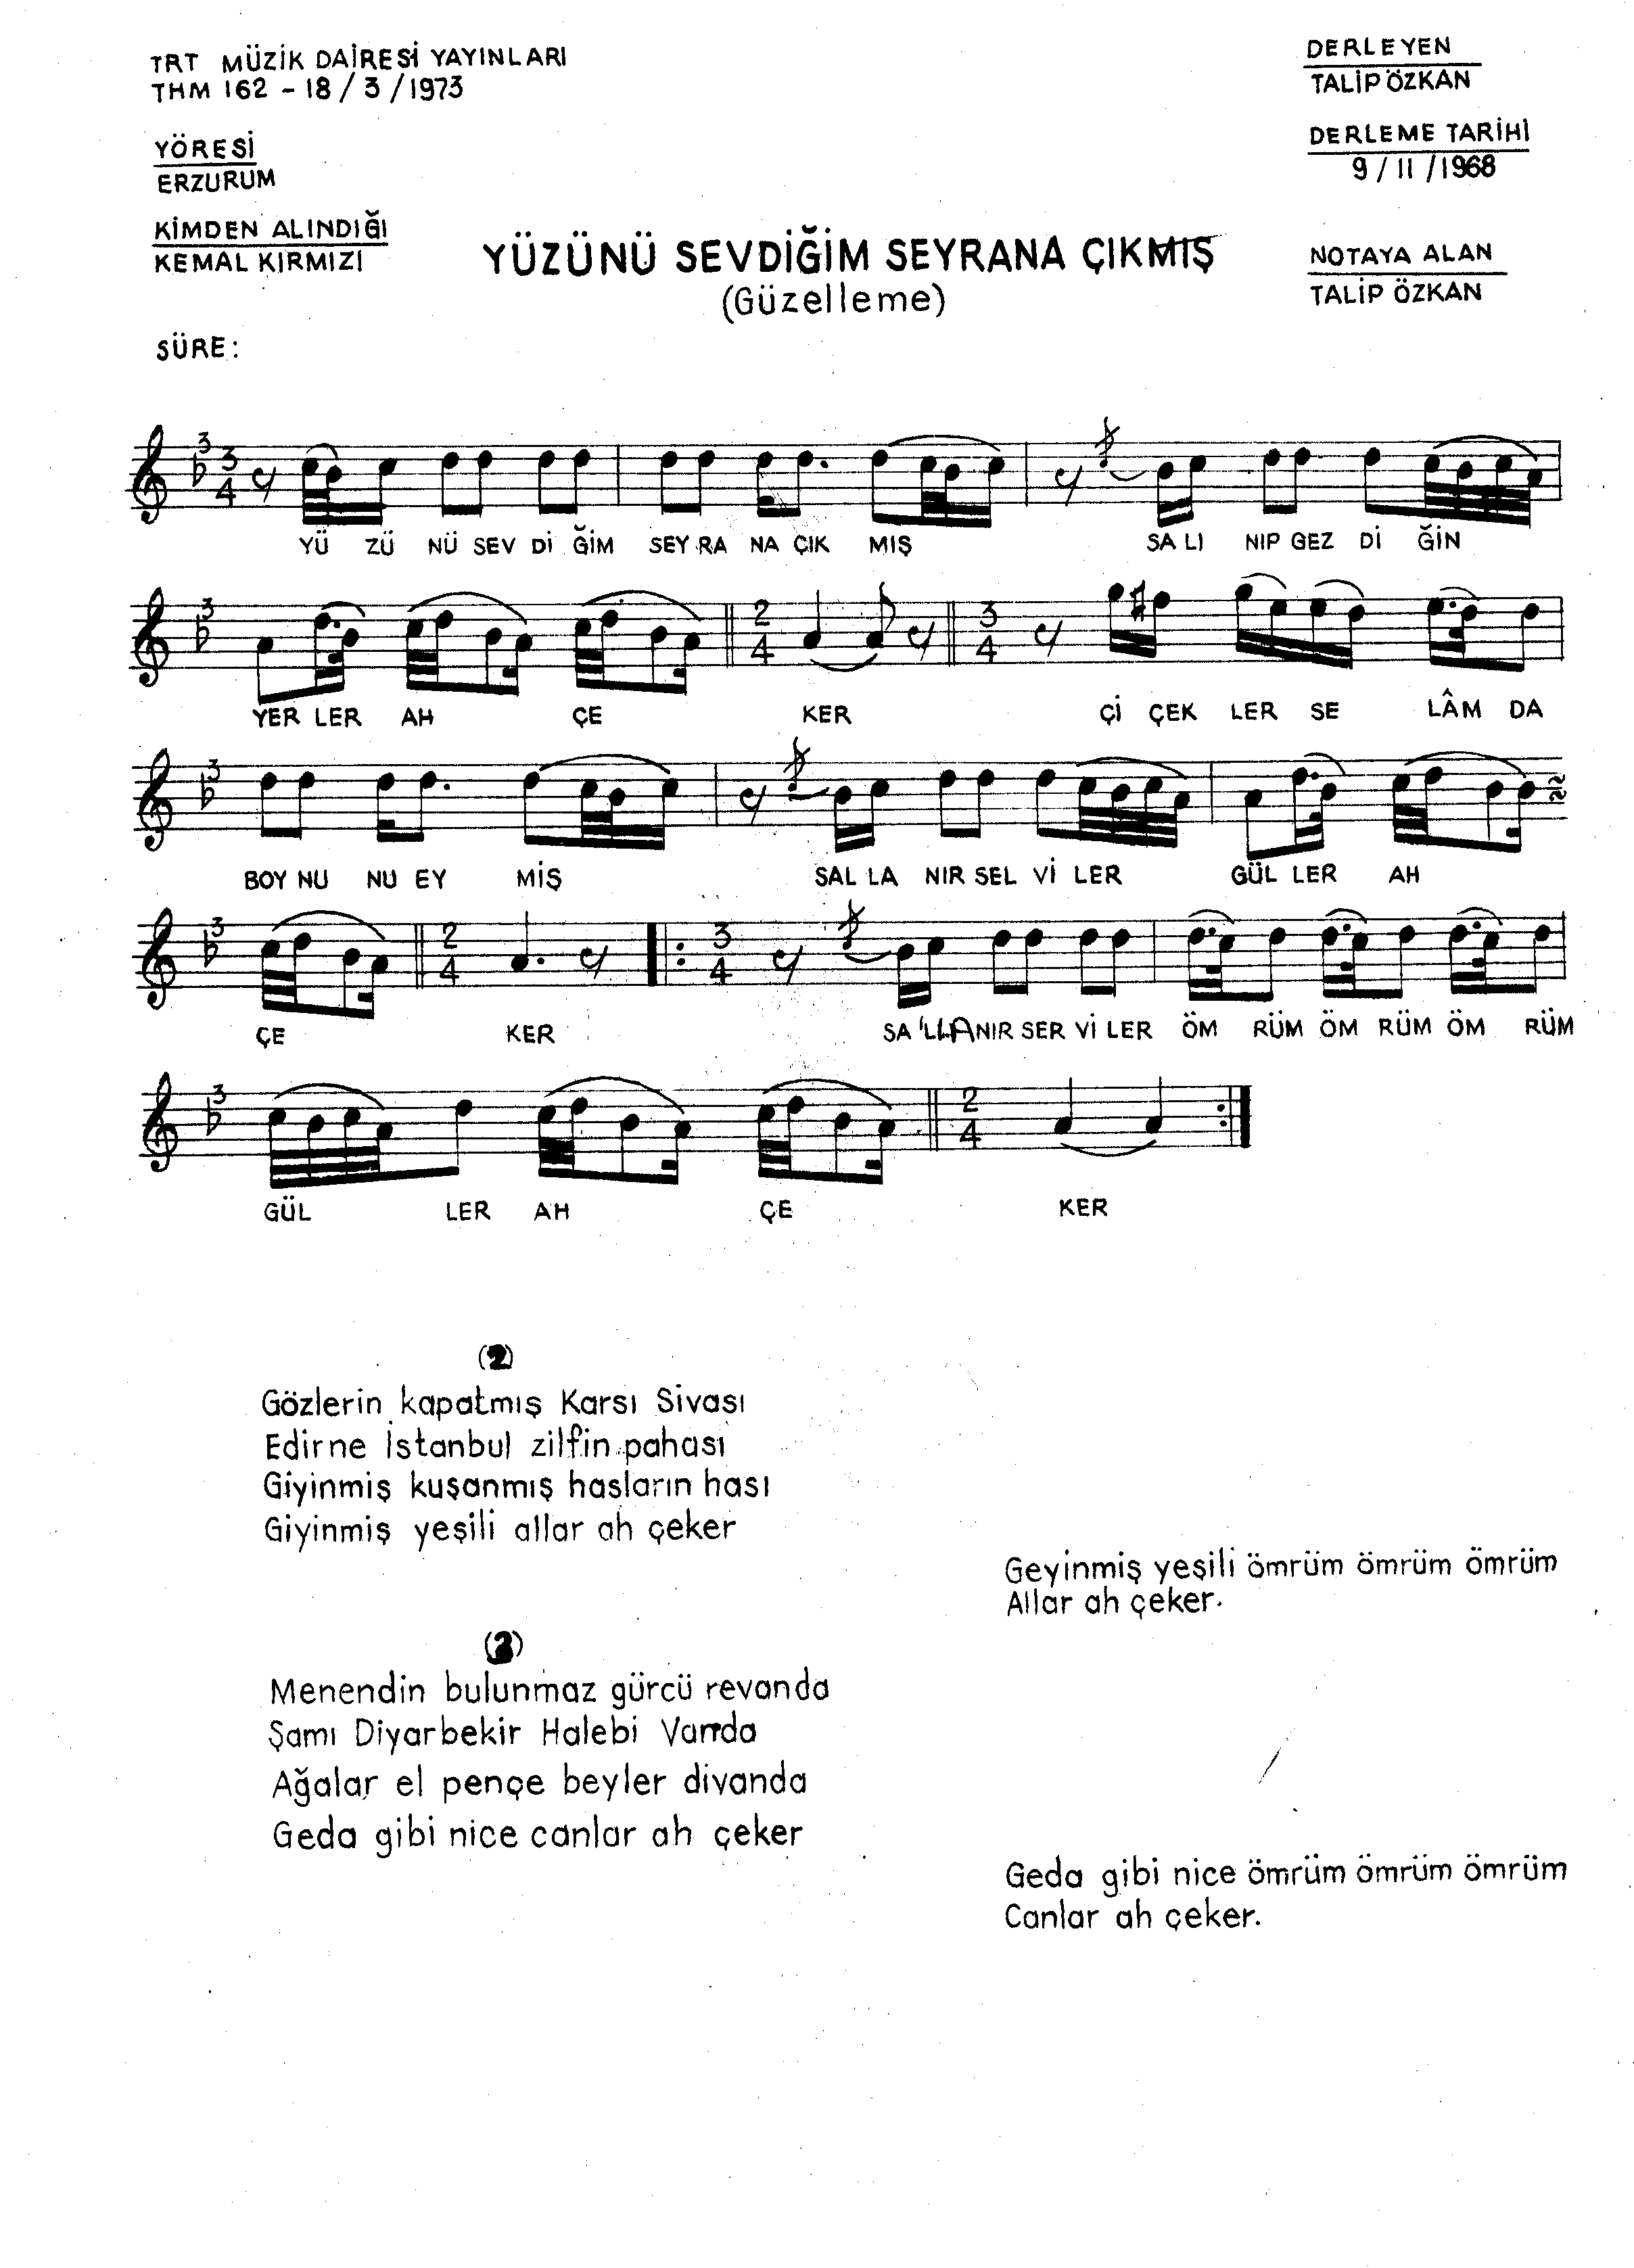 TRT MÜZİK DAİRESİ YAYINLARI
THM 162 - 18 / 3 / 1973
DERLEYEN
TALİP ÖZKAN
YÖRESİ
ERZURUM
DERLEME TARİHİ
9 / 11 / 1968
KİMDEN ALINDIĞI
KEMAL KIRMIZI
YÜZÜNÜ SEVDİĞİM SEYRANA ÇIKMIŞ
(Güzelleme)
NOTAYA ALAN
TALİP ÖZKAN
SÜRE:
3 3 4
YÜ ZÜ NÜ SEV Dİ ĞİM SEY RA NA ÇIK MIŞ SA LI NIP GEZ Dİ ĞİN
3 2 4 3 4
YER LER AH ÇE KER Çİ ÇEK LER SE LÂM DA
3
BOY NU NU EY MİŞ SAL LA NIR SEL Vİ LER GÜL LER AH
3 2 4 3 4
ÇE KER SA LLA NIR SER Vİ LER ÖM RÜM ÖM RÜM ÖM RÜM
3 2 4
GÜL LER AH ÇE KER
(2)
Gözlerin kapatmış Karsı Sivası
Edirne İstanbul zilfin pahası
Giyinmiş kuşanmış hasların hası
Giyinmiş yeşili allar ah çeker
Geyinmiş yeşili ömrüm ömrüm ömrüm
Allar ah çeker.
(3)
Menendin bulunmaz gürcü revanda
Şamı Diyarbekir Halebi Vanda
Ağalar el pençe beyler divanda
Geda gibi nice canlar ah çeker
Geda gibi nice ömrüm ömrüm ömrüm
Canlar ah çeker.